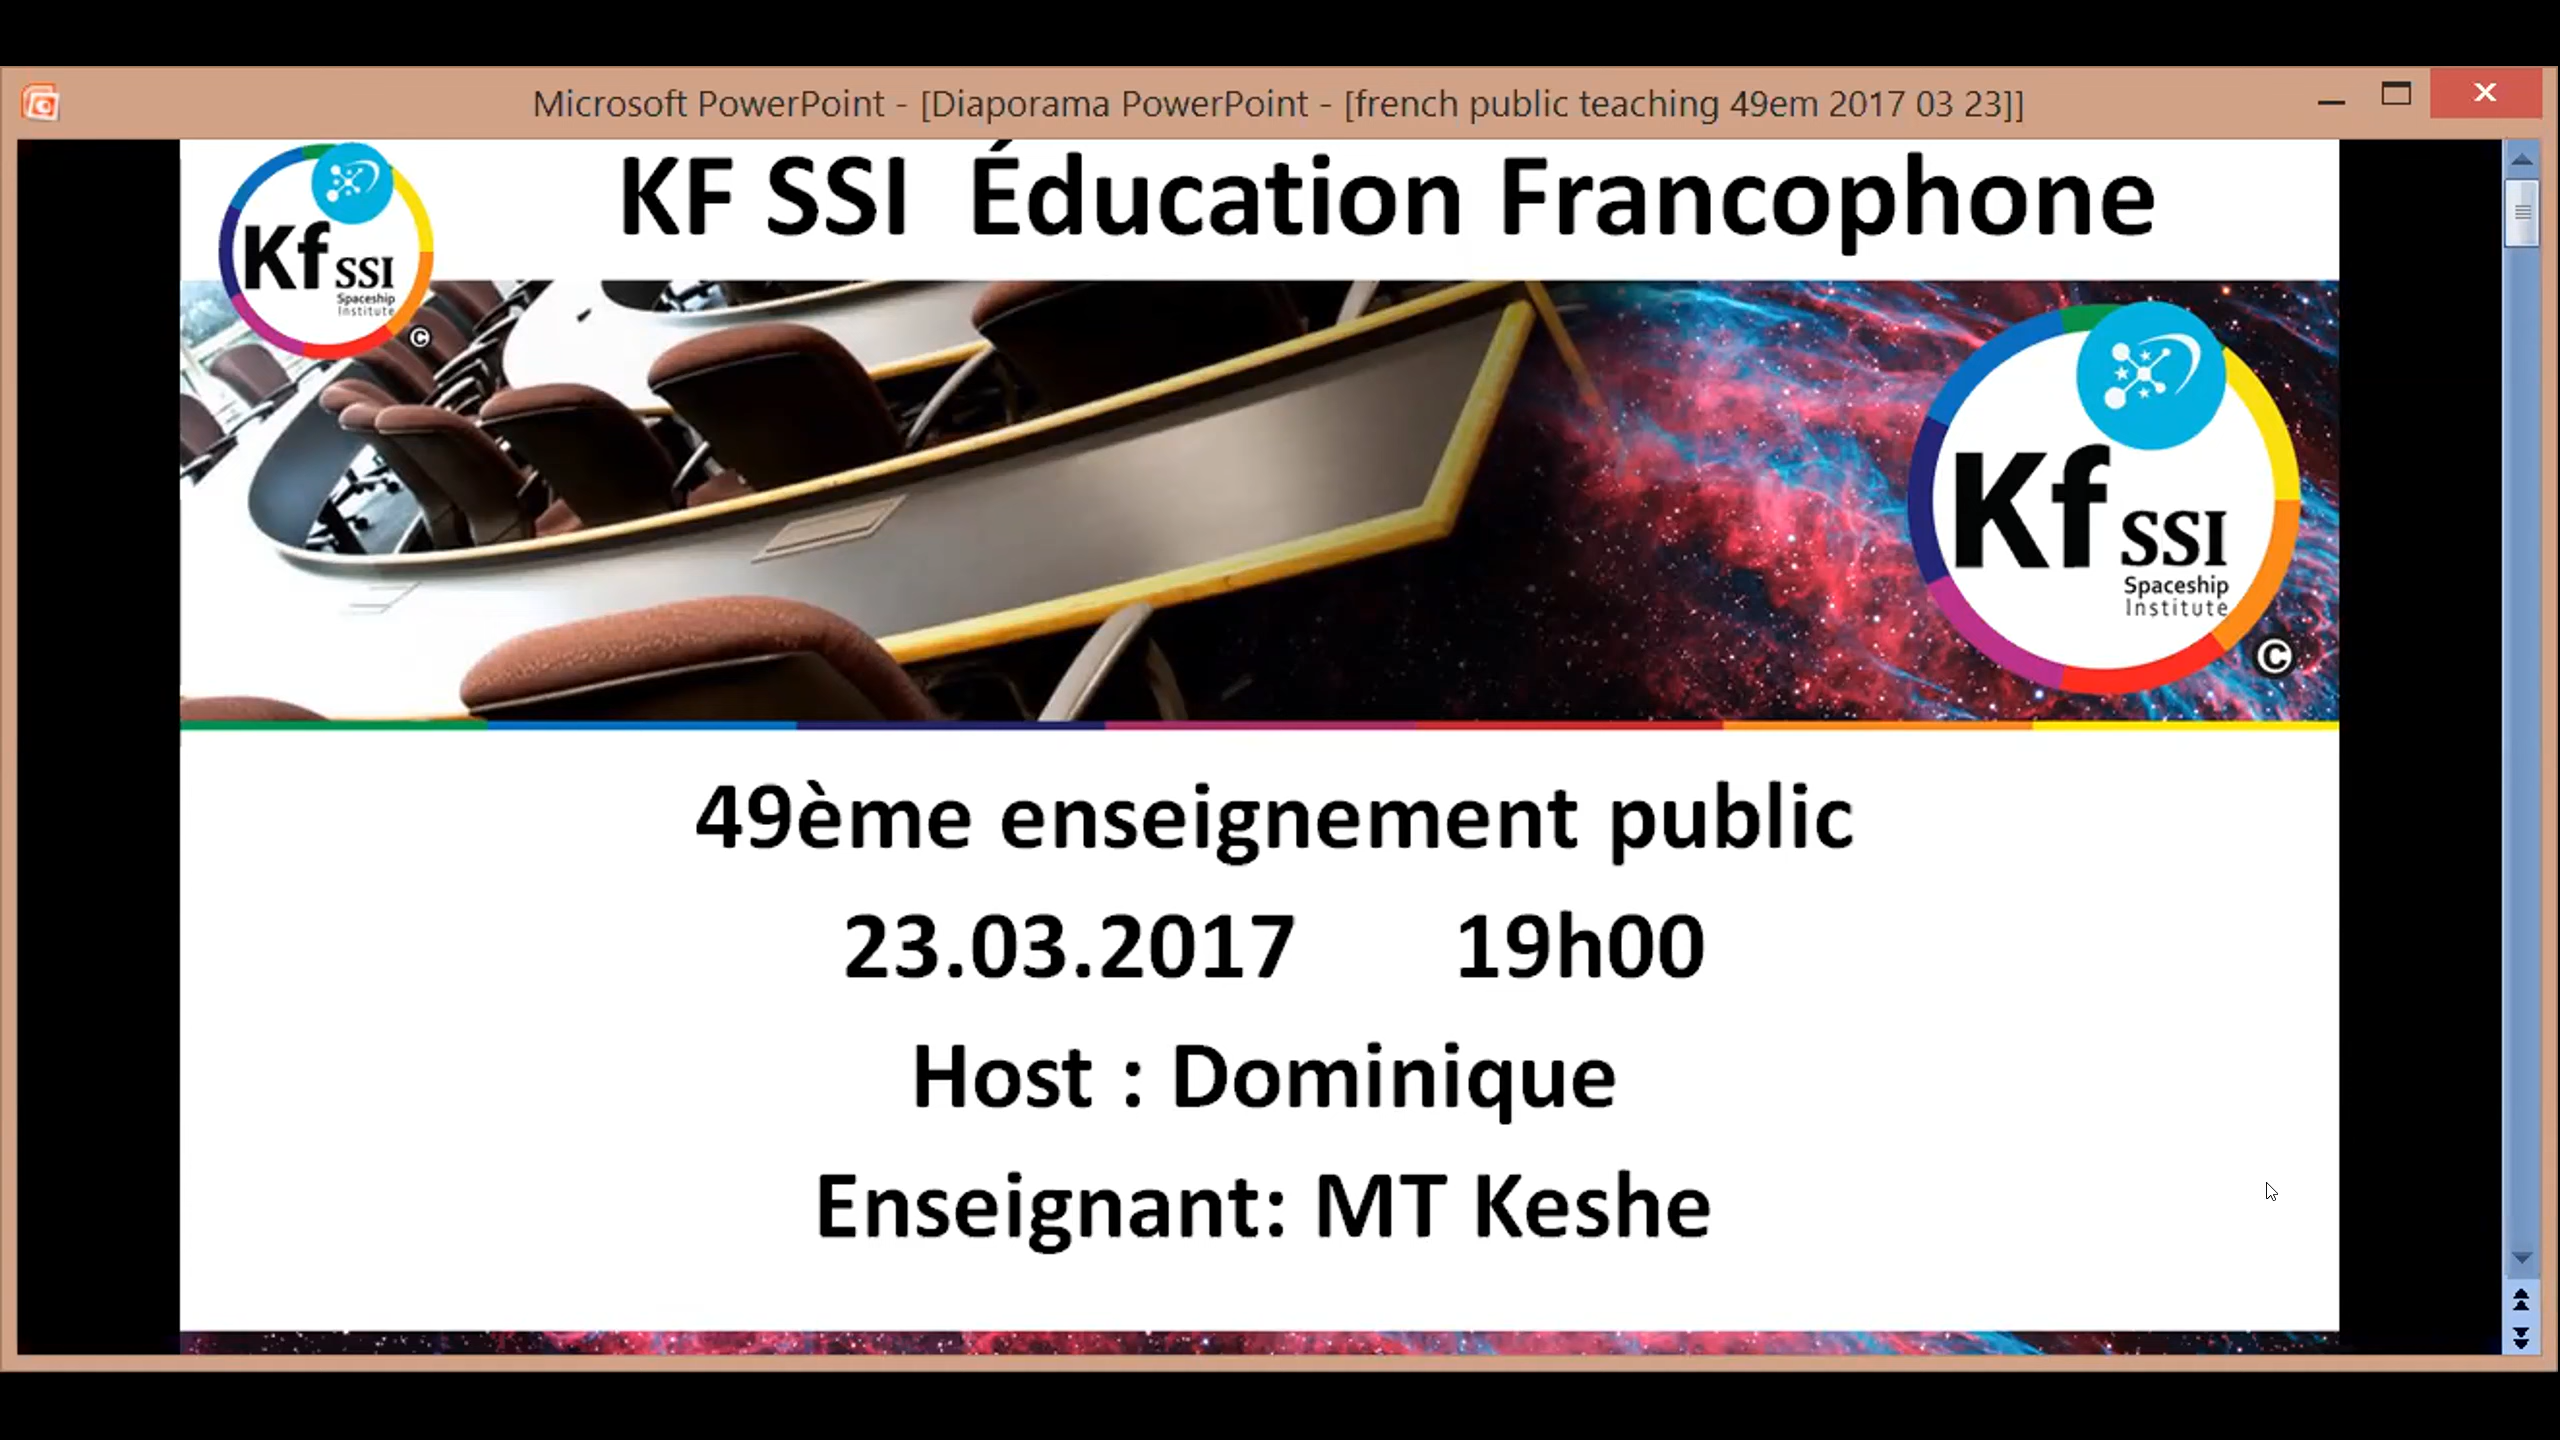 Microsoft PowerPoint - [Diaporama PowerPoint - [french public teaching 49em 2017 03 23]]
KF SSI Éducation Francophone
Kf SSI
Spaceship
Institute
©
Kf SSI
Spaceship
Institute
©
49ème enseignement public
23.03.2017 19h00
Host : Dominique
Enseignant: MT Keshe